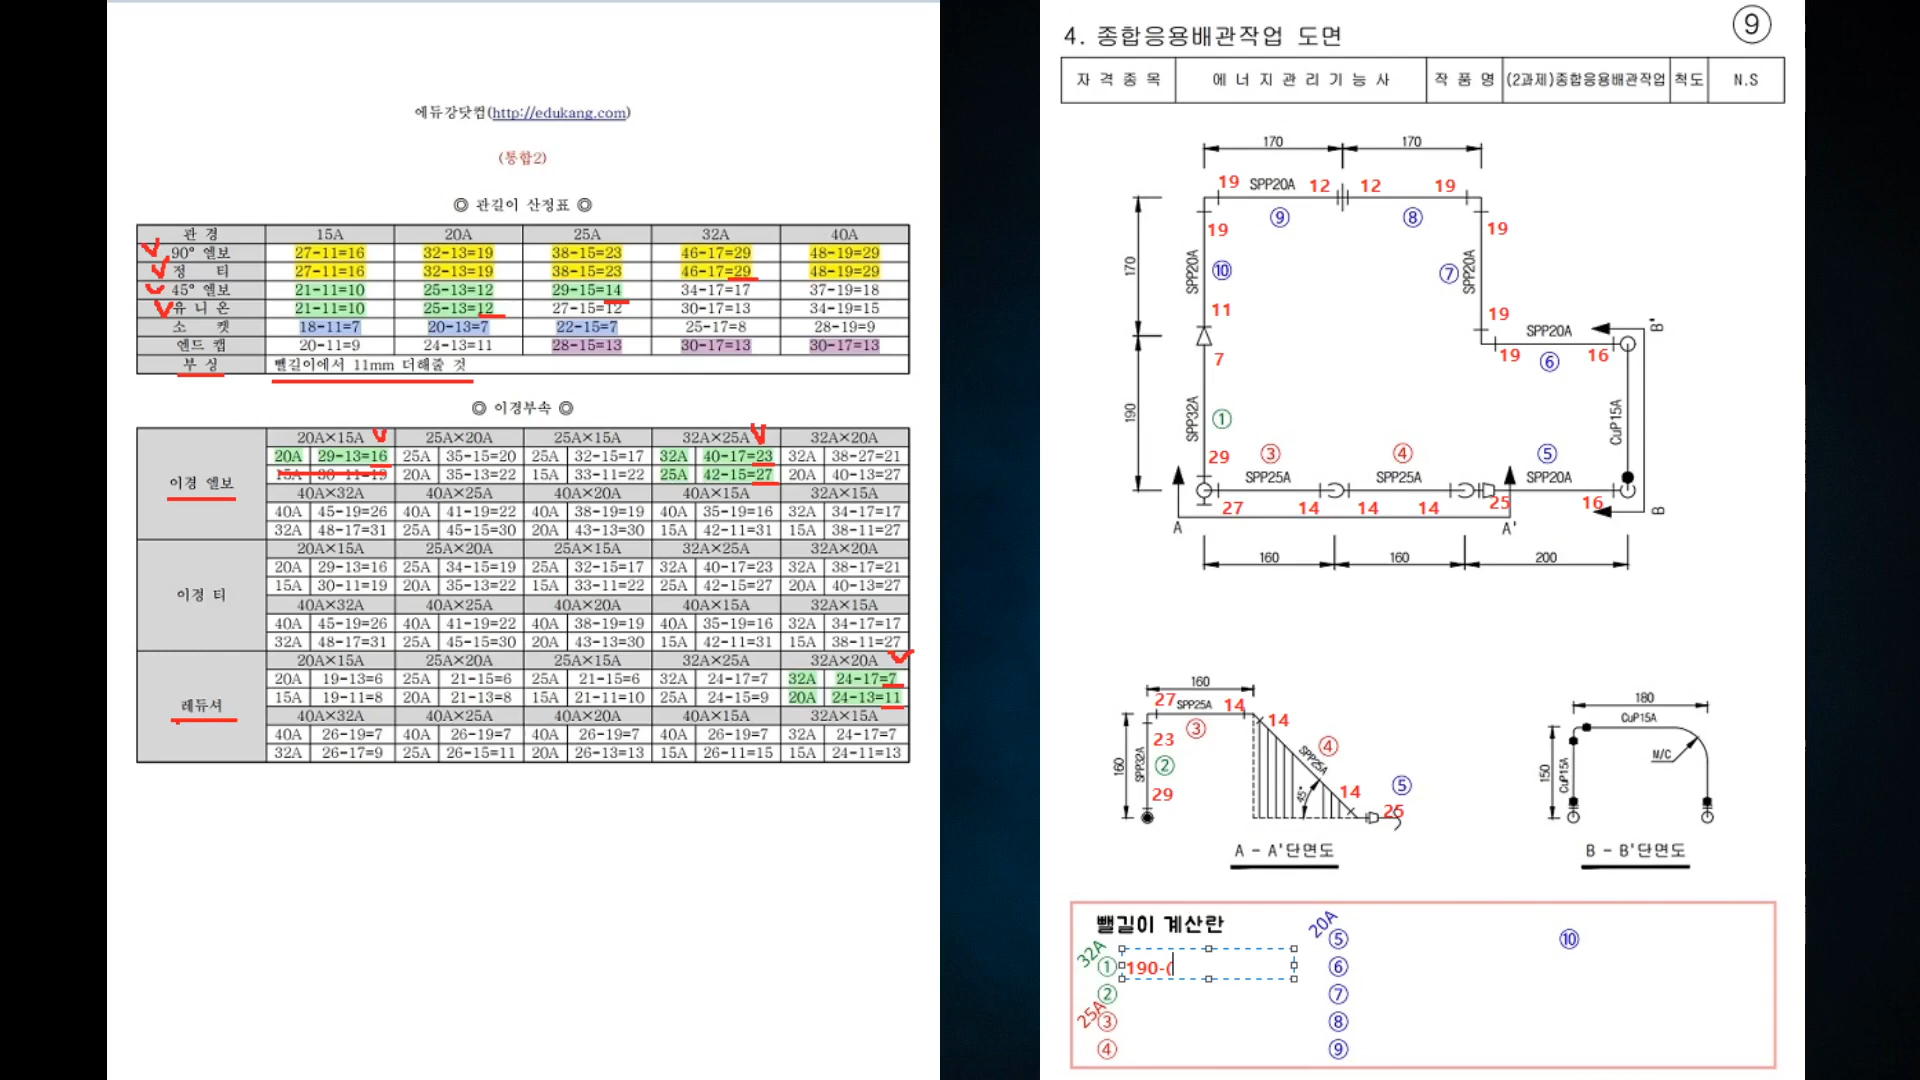 에듀강닷컴(http://edukang.com)
(통합2)
◎ 관길이 산정표 ◎
관 경 15A 20A 25A 32A 40A
90° 엘보 27-11=16 32-13=19 38-15=23 46-17=29 48-19=29
정 티 27-11=16 32-13=19 38-15=23 46-17=29 48-19=29
45° 엘보 21-11=10 25-13=12 29-15=14 34-17=17 37-19=18
유 니 온 21-11=10 25-13=12 27-15=12 30-17=13 34-19=15
소 켓 18-11=7 20-13=7 22-15=7 25-17=8 28-19=9
엔드 캡 20-11=9 24-13=11 28-15=13 30-17=13 30-17=13
부 싱 뺄길이에서 11mm 더해줄 것
◎ 이경부속 ◎
이경 엘보
20A×15A 25A×20A 25A×15A 32A×25A 32A×20A
20A 29-13=16 25A 35-15=20 25A 32-15=17 32A 40-17=23 32A 38-27=21
15A 30-11=19 20A 35-13=22 15A 33-11=22 25A 42-15=27 20A 40-13=27
40A×32A 40A×25A 40A×20A 40A×15A 32A×15A
40A 45-19=26 40A 41-19=22 40A 38-19=19 40A 35-19=16 32A 34-17=17
32A 48-17=31 25A 45-15=30 20A 43-13=30 15A 42-11=31 15A 38-11=27
이경 티
20A×15A 25A×20A 25A×15A 32A×25A 32A×20A
20A 29-13=16 25A 34-15=19 25A 32-15=17 32A 40-17=23 32A 38-17=21
15A 30-11=19 20A 35-13=22 15A 33-11=22 25A 42-15=27 20A 40-13=27
40A×32A 40A×25A 40A×20A 40A×15A 32A×15A
40A 45-19=26 40A 41-19=22 40A 38-19=19 40A 35-19=16 32A 34-17=17
32A 48-17=31 25A 45-15=30 20A 43-13=30 15A 42-11=31 15A 38-11=27
레듀셔
20A×15A 25A×20A 25A×15A 32A×25A 32A×20A
20A 19-13=6 25A 21-15=6 25A 21-15=6 32A 24-17=7 32A 24-17=7
15A 19-11=8 20A 21-13=8 15A 21-11=10 25A 24-15=9 20A 24-13=11
40A×32A 40A×25A 40A×20A 40A×15A 32A×15A
40A 26-19=7 40A 26-19=7 40A 26-19=7 40A 26-19=7 32A 24-17=7
32A 26-17=9 25A 26-15=11 20A 26-13=13 15A 26-11=15 15A 24-11=13
⑨
4. 종합응용배관작업 도면
자 격 종 목 에 너 지 관 리 기 능 사 작 품 명 (2과제)종합응용배관작업 척도 N.S
170 170
19 SPP20A 12 12 19
⑨ ⑧
19 19
170 SPP20A ⑩ ⑦ SPP20A
11 19
SPP20A B'
7 19 ⑥ 16
190 SPP32A ① CuP15A
29 ③ ④ ⑤
SPP25A SPP25A SPP20A
27 14 14 14 25 16 B
A A'
160 160 200
160
27 SPP25A 14 14
③
23
160 SPP32A ② ④ SPP25A
29 45° 14 ⑤
25
A - A'단면도
180
CuP15A
M/C
150 CuP15A
B - B'단면도
뺄길이 계산란
32A
① 190-(
②
25A
③
④
20A
⑤
⑥
⑦
⑧
⑨
⑩